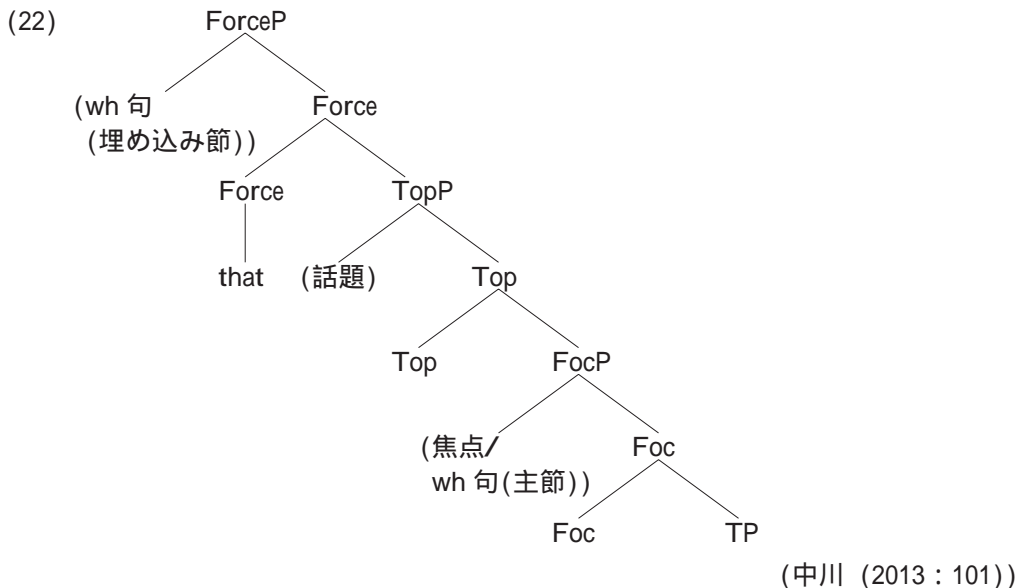 (22) ForceP
(wh 句 Force
(埋め込み節))
Force TopP
that (話題) Top
Top FocP
(焦点/ Foc
wh 句(主節))
Foc TP
(中川 (2013：101))